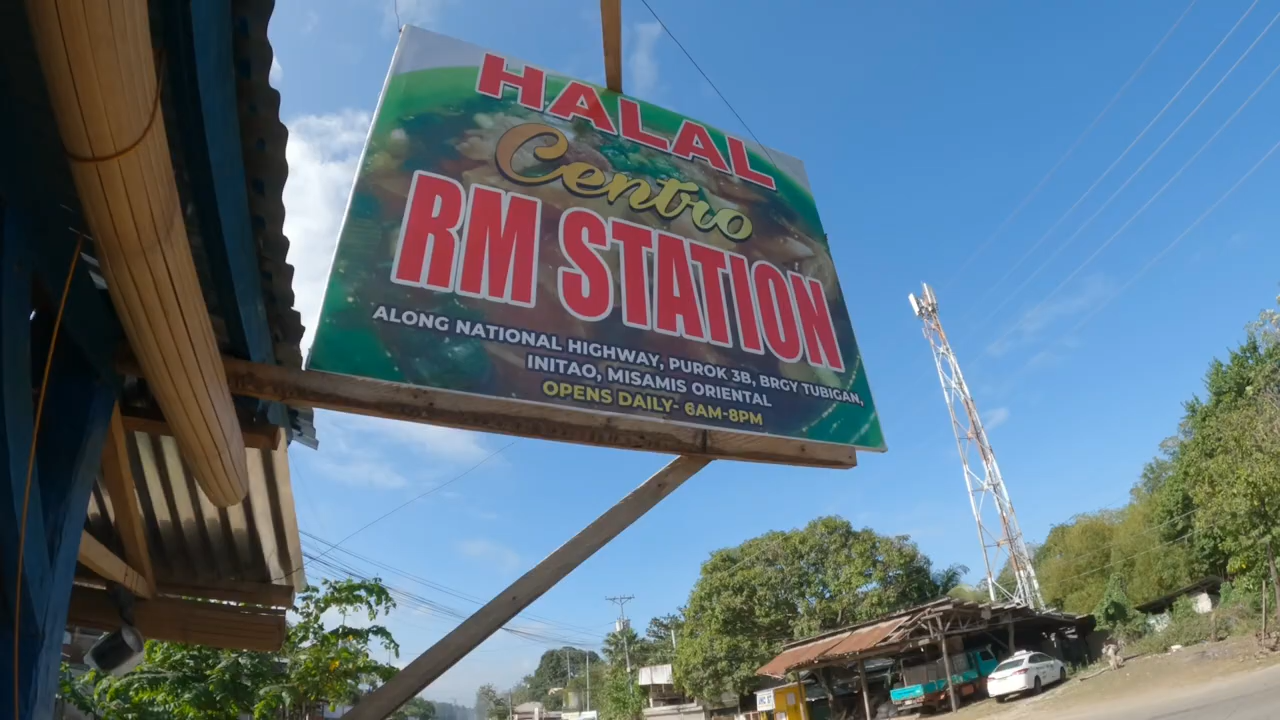 HALAL
Centro
RM STATION
ALONG NATIONAL HIGHWAY, PUROK 3B, BRGY TUBIGAN,
INITAO, MISAMIS ORIENTAL
OPENS DAILY- 6AM-8PM